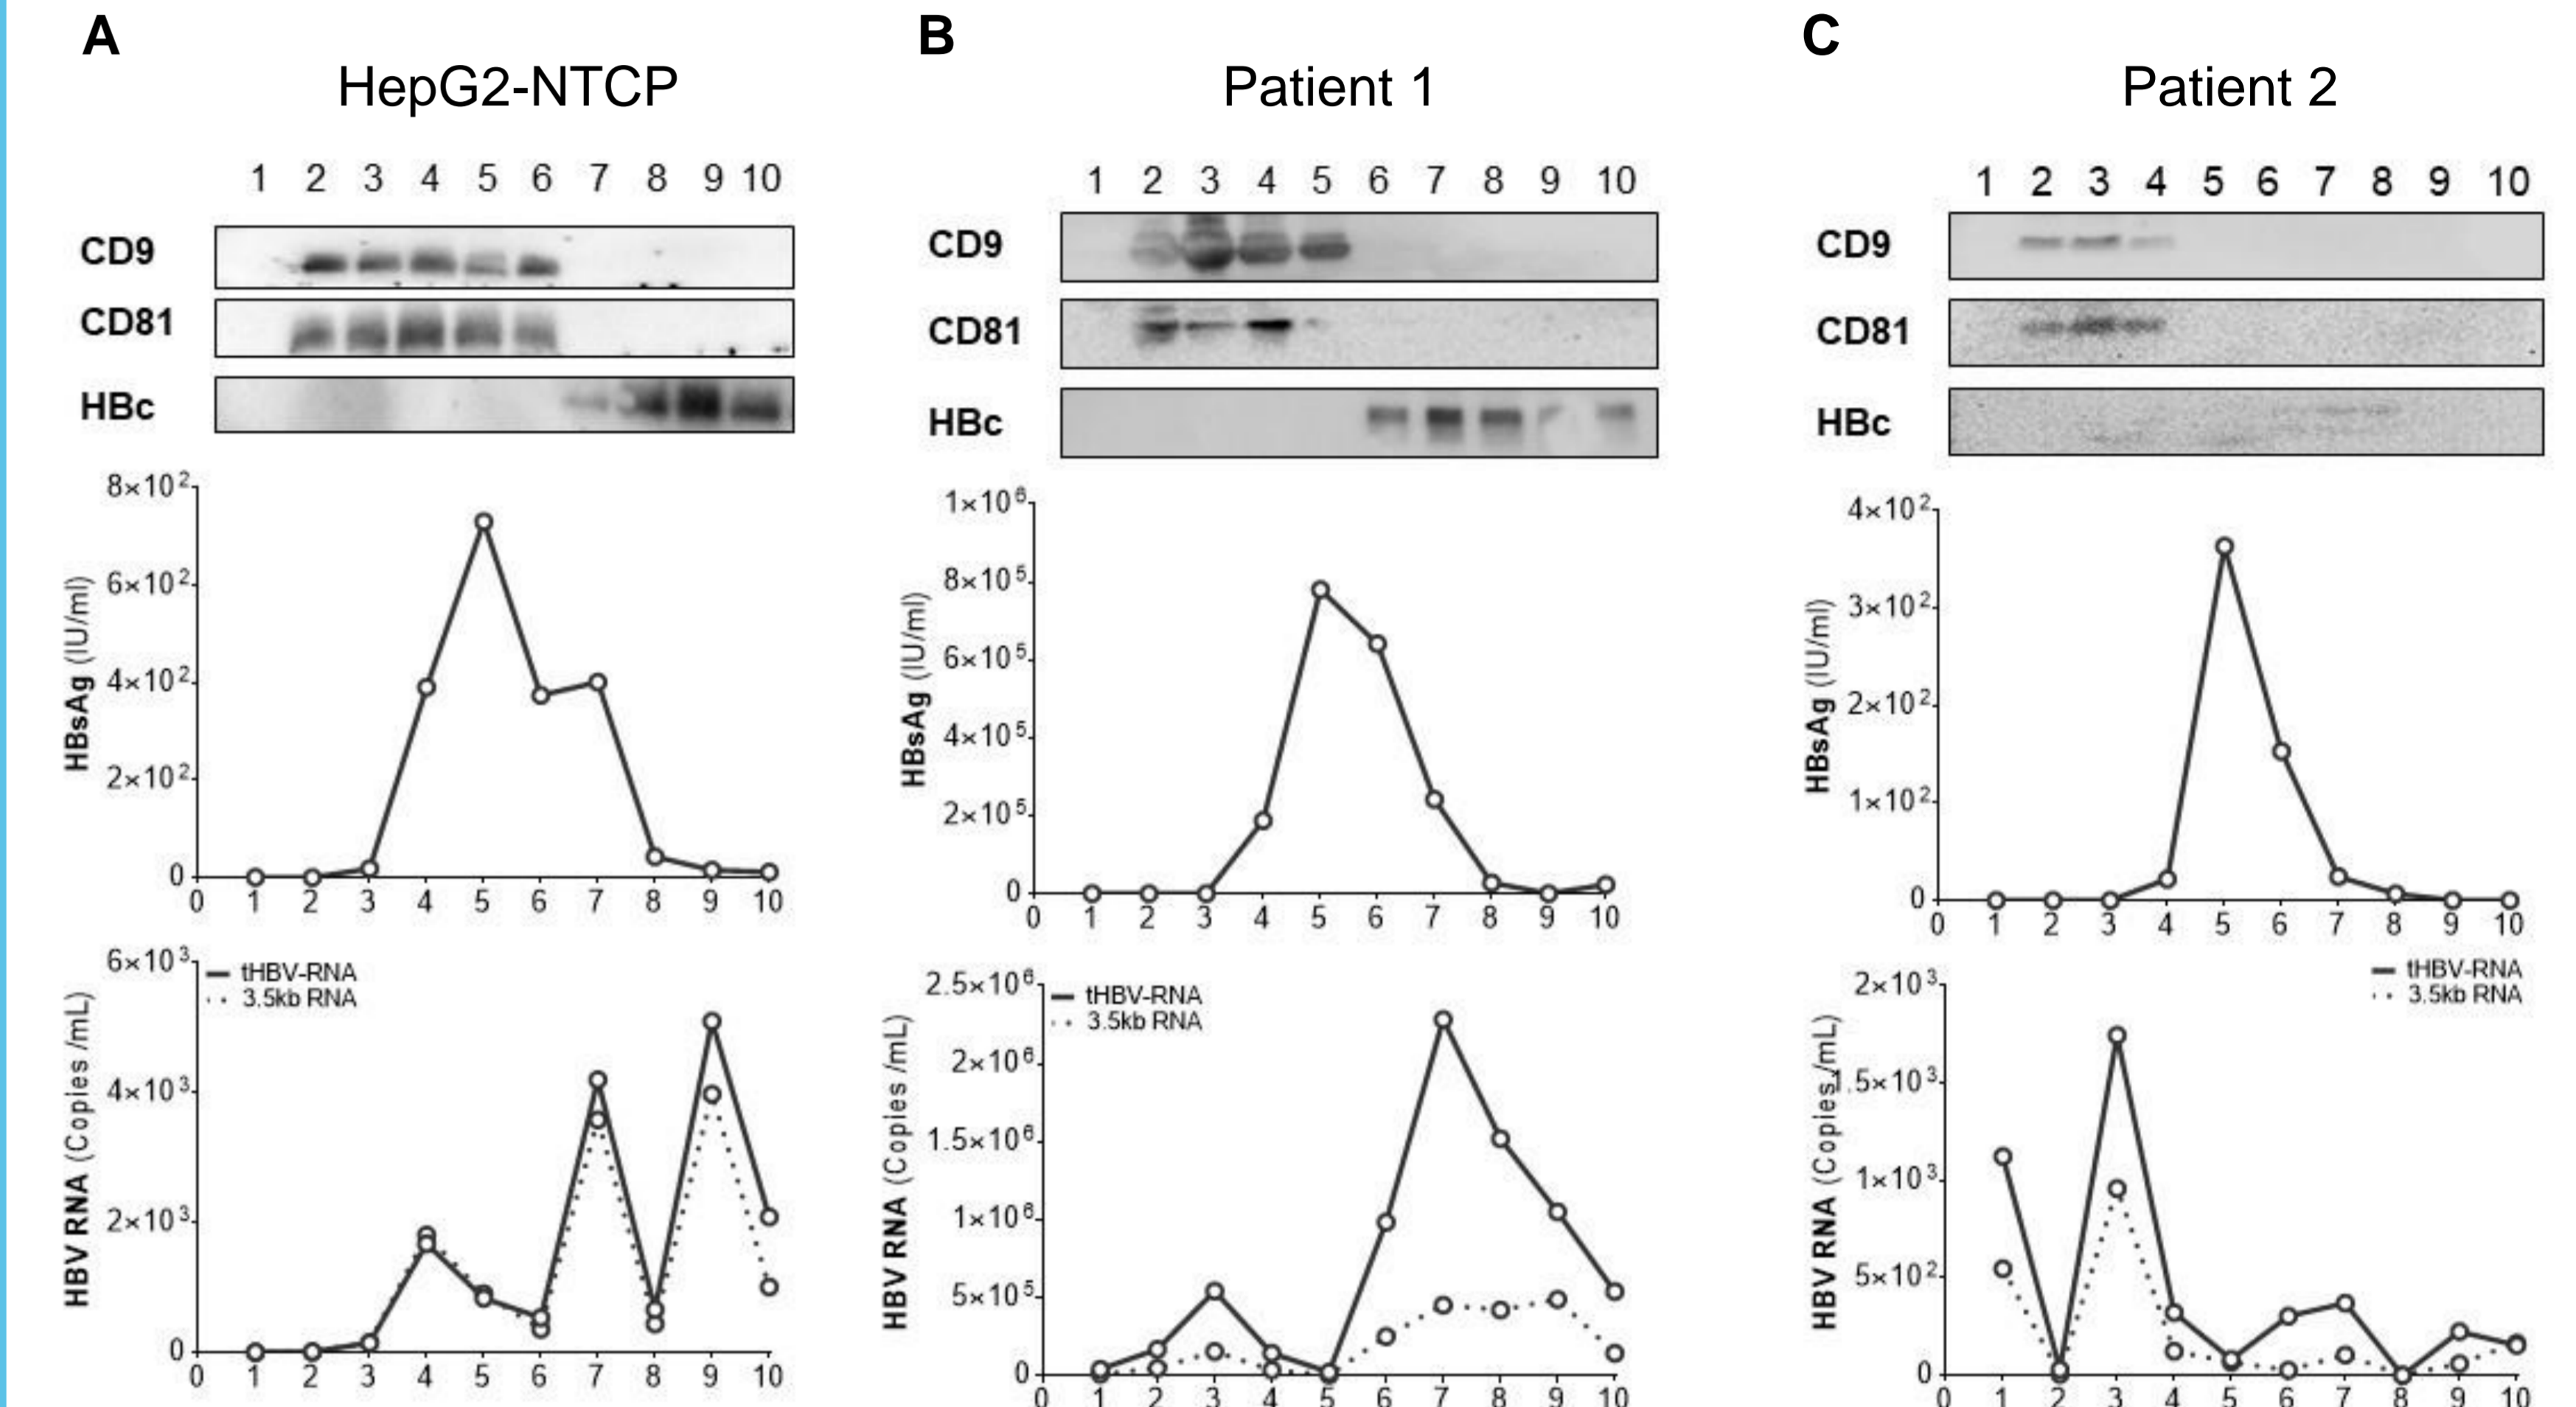 A
HepG2-NTCP
1 2 3 4 5 6 7 8 9 10
CD9
CD81
HBc
HBsAg (IU/ml)
8×10²
6×10²
4×10²
2×10²
0
0 1 2 3 4 5 6 7 8 9 10
HBV RNA (Copies /mL)
tHBV-RNA
3.5kb RNA
6×10³
4×10³
2×10³
0
0 1 2 3 4 5 6 7 8 9 10
B
Patient 1
1 2 3 4 5 6 7 8 9 10
CD9
CD81
HBc
HBsAg (IU/ml)
1×10⁶
8×10⁵
6×10⁵
4×10⁵
2×10⁵
0
0 1 2 3 4 5 6 7 8 9 10
HBV RNA (Copies /mL)
tHBV-RNA
3.5kb RNA
2.5×10⁶
2×10⁶
1.5×10⁶
1×10⁶
5×10⁵
0
0 1 2 3 4 5 6 7 8 9 10
C
Patient 2
1 2 3 4 5 6 7 8 9 10
CD9
CD81
HBc
HBsAg (IU/ml)
4×10²
3×10²
2×10²
1×10²
0
0 1 2 3 4 5 6 7 8 9 10
HBV RNA (Copies /mL)
tHBV-RNA
3.5kb RNA
2×10³
1.5×10³
1×10³
5×10²
0
0 1 2 3 4 5 6 7 8 9 10